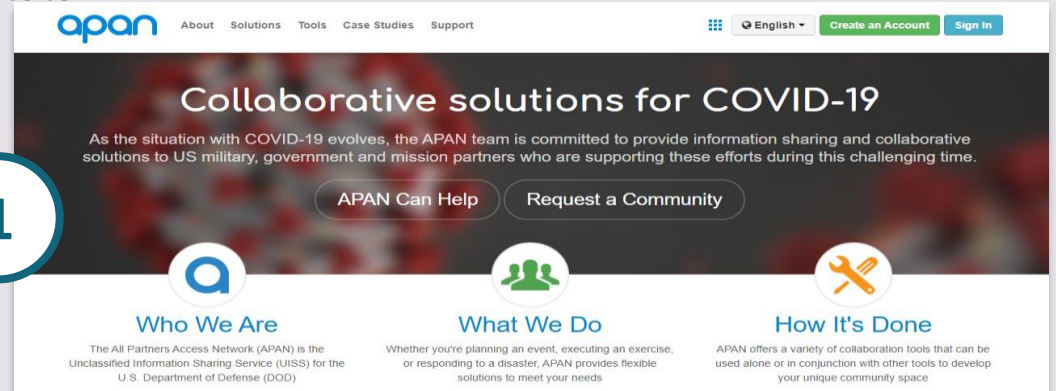 apan
About Solutions Tools Case Studies Support
English
Create an Account
Sign In
Collaborative solutions for COVID-19
As the situation with COVID-19 evolves, the APAN team is committed to provide information sharing and collaborative
solutions to US military, government and mission partners who are supporting these efforts during this challenging time.
APAN Can Help
Request a Community
1
Who We Are
The All Partners Access Network (APAN) is the
Unclassified Information Sharing Service (UISS) for the
U.S. Department of Defense (DOD)
What We Do
Whether you're planning an event, executing an exercise,
or responding to a disaster, APAN provides flexible
solutions to meet your needs
How It's Done
APAN offers a variety of collaboration tools that can be
used alone or in conjunction with other tools to develop
your unique community space